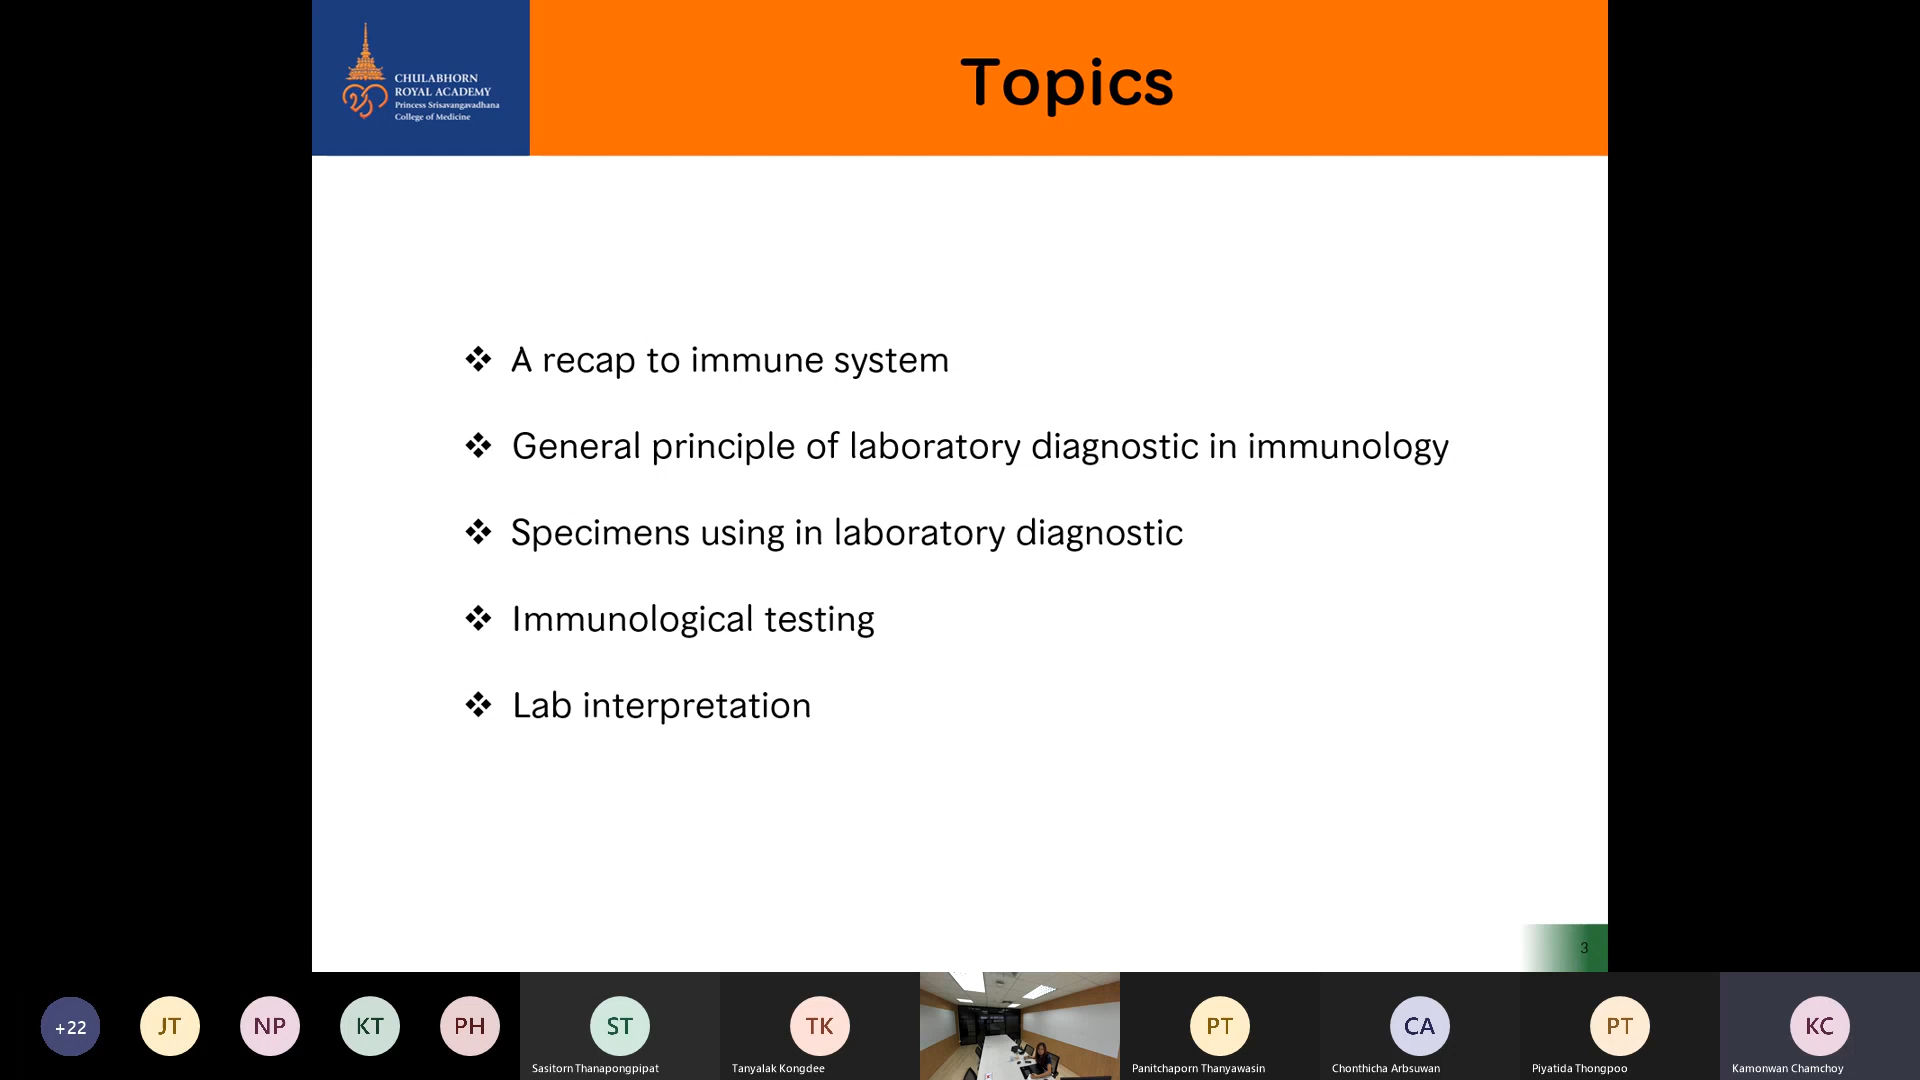 CHULABHORN
ROYAL ACADEMY
Princess Srisavangavadhana
College of Medicine
Topics
❖ A recap to immune system
❖ General principle of laboratory diagnostic in immunology
❖ Specimens using in laboratory diagnostic
❖ Immunological testing
❖ Lab interpretation
3
+22
JT
NP
KT
PH
ST
Sasitorn Thanapongpipat
TK
Tanyalak Kongdee
PT
Panitchaporn Thanyawasin
CA
Chonthicha Arbsuwan
PT
Piyatida Thongpoo
KC
Kamonwan Chamchoy